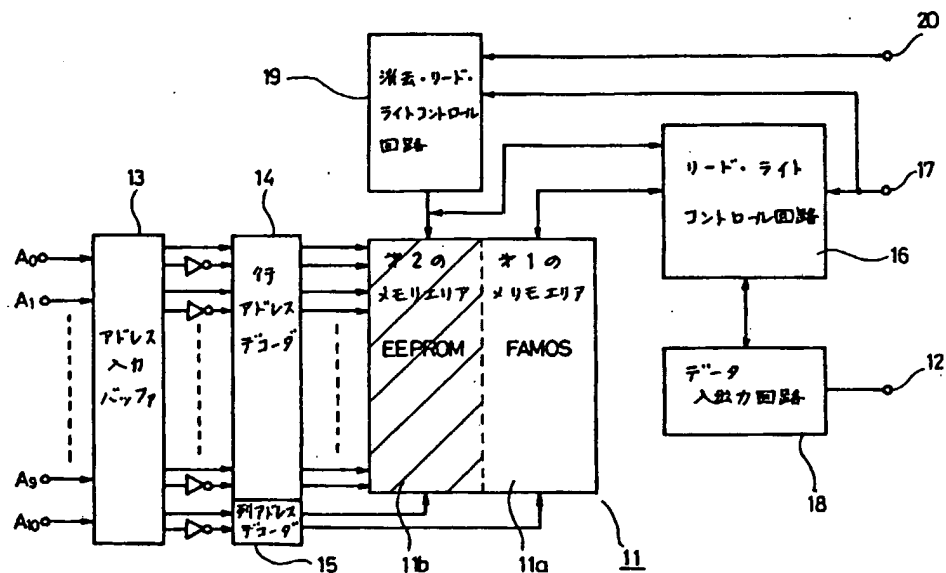 20
19
消去・リード・
ライトコントロール
回路
17
リード・ライト
コントロール回路
16
13
14
A0
A1
A9
A10
アドレス
入力
バッファ
行
アドレス
デコーダ
列アドレス
デコーダ
15
才2の
メモリエリア
EEPROM
才1の
メリモエリア
FAMOS
11b
11a
11
データ
入出力回路
12
18